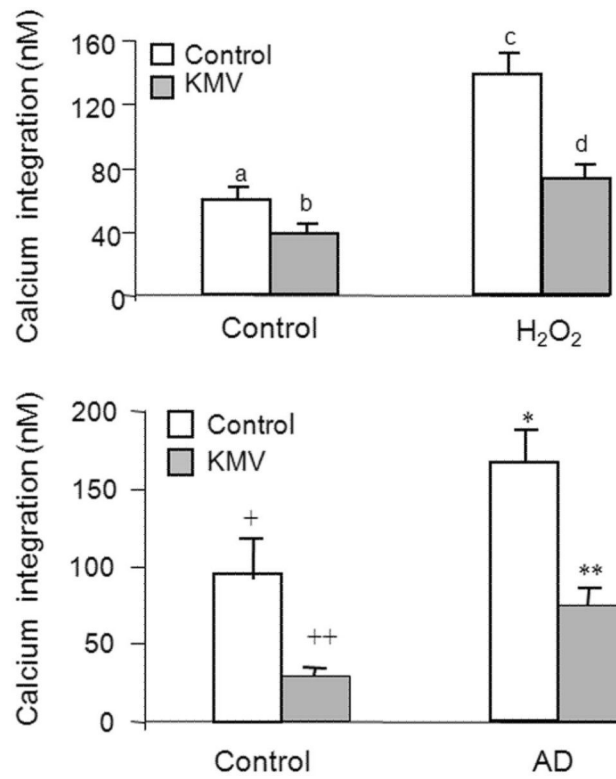 Calcium integration (nM)
160
120
80
40
0
Control
KMV
a
b
c
d
Control
H₂O₂
Calcium integration (nM)
200
150
100
50
0
Control
KMV
+
++
*
**
Control
AD